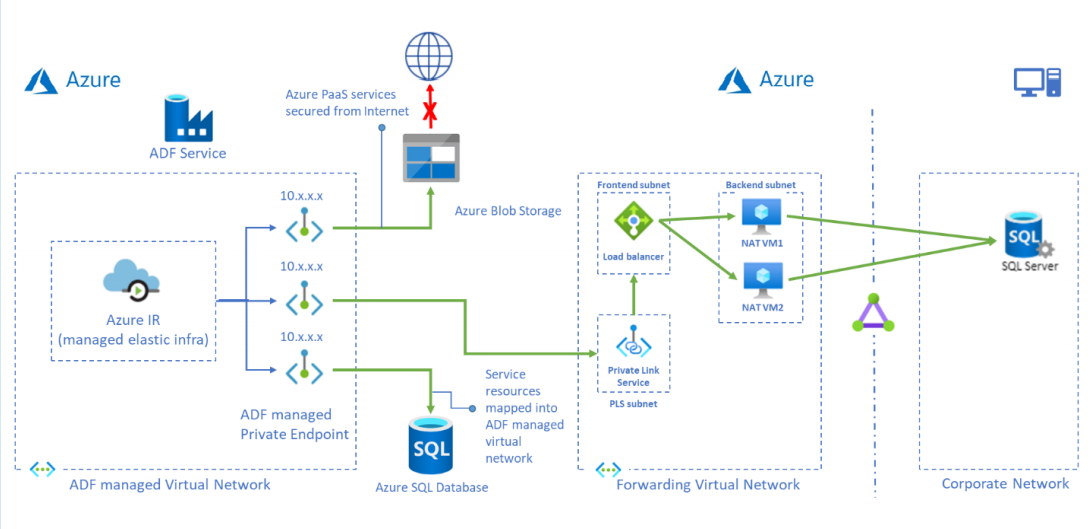 Azure
Azure
Azure PaaS services
secured from Internet
ADF Service
10.x.x.x
Azure Blob Storage
10.x.x.x
Azure IR
(managed elastic infra)
10.x.x.x
ADF managed
Private Endpoint
Service
resources
mapped into
ADF managed
virtual
network
SQL
Azure SQL Database
ADF managed Virtual Network
Frontend subnet
Load balancer
Backend subnet
NAT VM1
NAT VM2
Private Link
Service
PLS subnet
Forwarding Virtual Network
SQL
SQL Server
Corporate Network